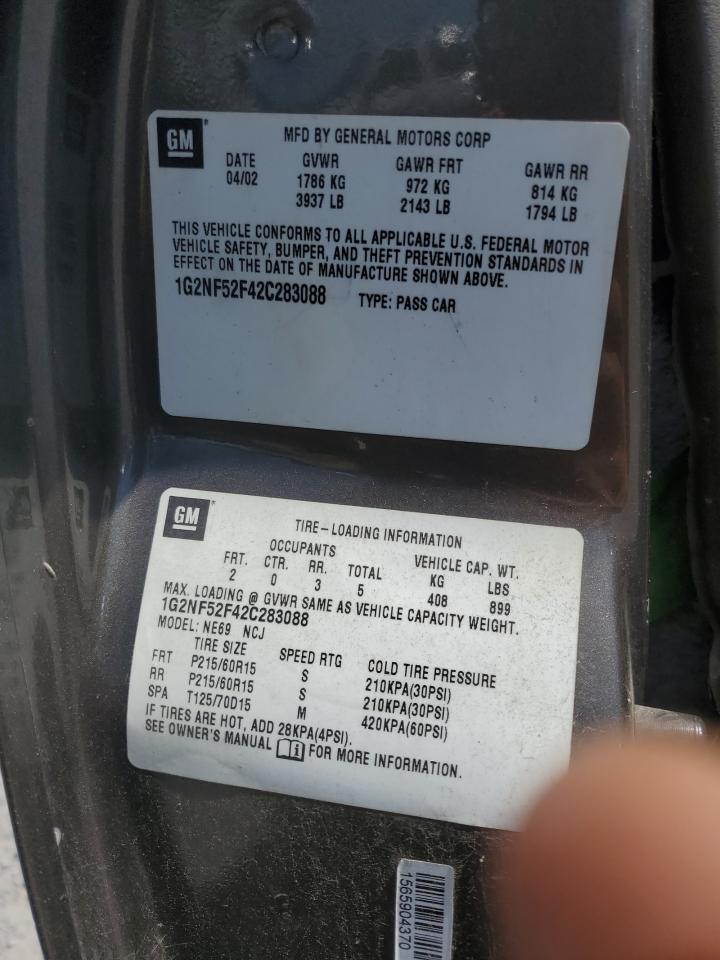 GM
MFD BY GENERAL MOTORS CORP
DATE GVWR GAWR FRT GAWR RR
04/02 1786 KG 972 KG 814 KG
3937 LB 2143 LB 1794 LB
THIS VEHICLE CONFORMS TO ALL APPLICABLE U.S. FEDERAL MOTOR
VEHICLE SAFETY, BUMPER, AND THEFT PREVENTION STANDARDS IN
EFFECT ON THE DATE OF MANUFACTURE SHOWN ABOVE.
1G2NF52F42C283088 TYPE: PASS CAR
GM
TIRE-LOADING INFORMATION
OCCUPANTS VEHICLE CAP. WT.
FRT. CTR. RR. TOTAL KG LBS
2 0 3 5 408 899
MAX. LOADING @ GVWR SAME AS VEHICLE CAPACITY WEIGHT.
1G2NF52F42C283088
MODEL: NE69 NCJ
TIRE SIZE SPEED RTG COLD TIRE PRESSURE
FRT P215/60R15 S 210KPA(30PSI)
RR P215/60R15 S 210KPA(30PSI)
SPA T125/70D15 M 420KPA(60PSI)
IF TIRES ARE HOT, ADD 28KPA(4PSI).
SEE OWNER'S MANUAL i FOR MORE INFORMATION.
1565904370